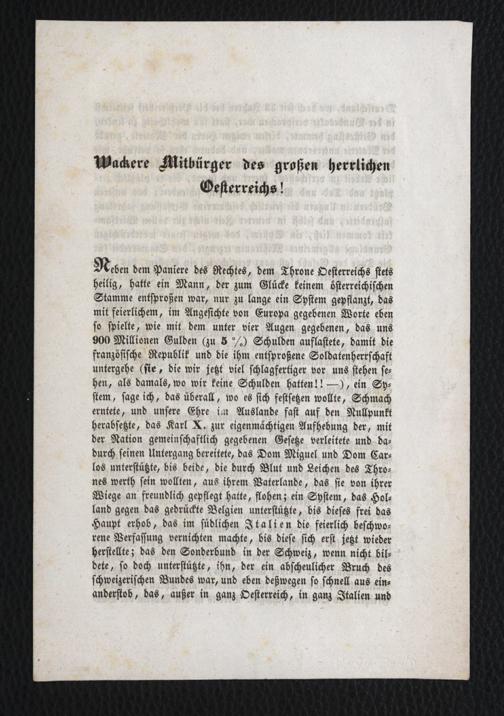 Wackere Mitbürger des großen herrlichen
Oesterreichs!
Neben dem Paniere des Rechtes, dem Throne Oesterreichs stets
heilig, hatte ein Mann, der zum Glücke keinem österreichischen
Stamme entsproßen war, nur zu lange ein System gepflanzt, das
mit feierlichem, im Angesichte von Europa gegebenen Worte eben
so spielte, wie mit dem unter vier Augen gegebenen, das uns
900 Millionen Gulden (zu 5 %) Schulden auflastete, damit die
französische Republik und die ihm entsproßene Soldatenherrschaft
untergehe (sie, die wir jetzt viel schlagfertiger vor uns stehen se-
hen, als damals, wo wir keine Schulden hatten!! —), ein Sy-
stem, sage ich, das überall, wo es sich festsetzen wollte, Schmach
erntete, und unsere Ehre im Auslande fast auf den Nullpunkt
herabsetzte, das Karl X. zur eigenmächtigen Aufhebung der, mit
der Nation gemeinschaftlich gegebenen Gesetze verleitete und da-
durch seinen Untergang bereitete, das Dom Miguel und Dom Car-
los unterstützte, bis beide, die durch Blut und Leichen des Thro-
nes werth sein wollten, aus ihrem Vaterlande, das sie von ihrer
Wiege an freundlich gepflegt hatte, flohen; ein System, das Hol-
land gegen das gedrückte Belgien unterstützte, bis dieses frei das
Haupt erhob, das im südlichen Italien die feierlich beschwo-
rene Verfassung vernichten machte, bis diese sich erst jetzt wieder
herstellte; das den Sonderbund in der Schweiz, wenn nicht bil-
dete, so doch unterstützte, ihn, der ein abscheulicher Bruch des
schweizerischen Bundes war, und eben deßwegen so schnell aus ein-
anderstob, das, außer in ganz Oesterreich, in ganz Italien und